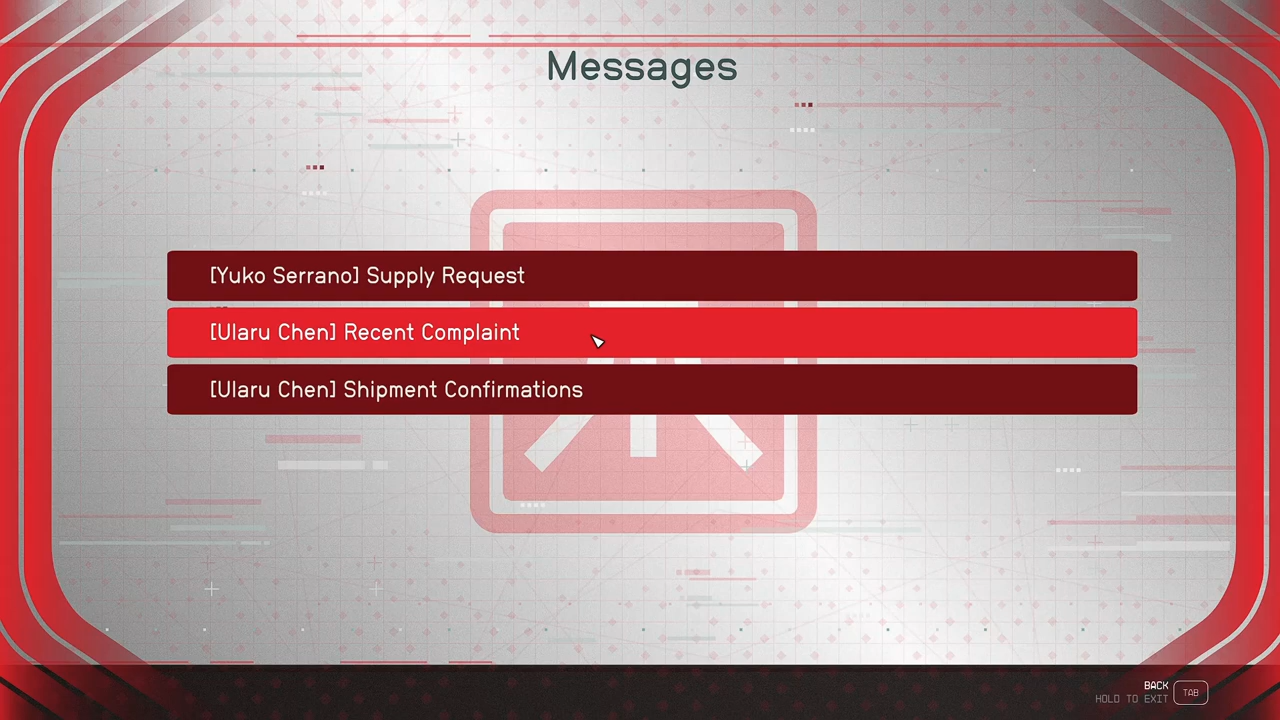 Messages
[Yuko Serrano] Supply Request
[Ularu Chen] Recent Complaint
[Ularu Chen] Shipment Confirmations
BACK
HOLD TO EXIT
TAB